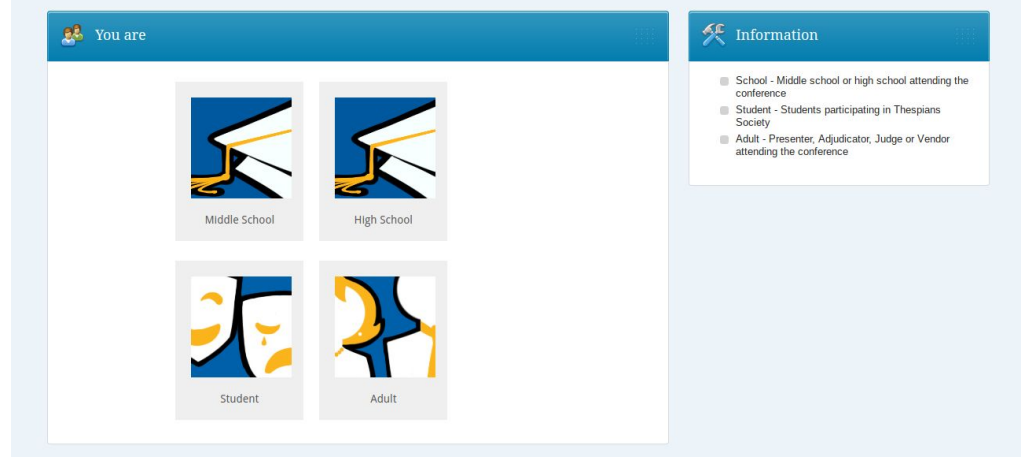 You are
Middle School
High School
Student
Adult
Information
School - Middle school or high school attending the
conference
Student - Students participating in Thespians
Society
Adult - Presenter, Adjudicator, Judge or Vendor
attending the conference